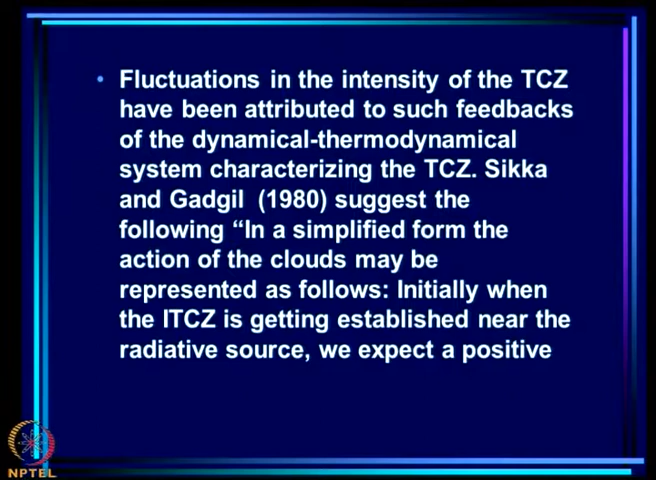 • Fluctuations in the intensity of the TCZ
have been attributed to such feedbacks
of the dynamical-thermodynamical
system characterizing the TCZ. Sikka
and Gadgil (1980) suggest the
following “In a simplified form the
action of the clouds may be
represented as follows: Initially when
the ITCZ is getting established near the
radiative source, we expect a positive
NPTEL